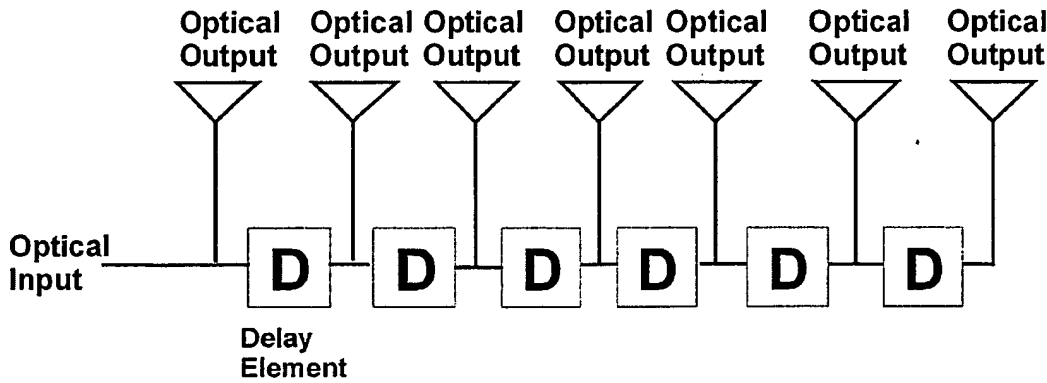 Optical Optical Optical Optical Optical Optical Optical
Output Output Output Output Output Output Output
Optical
Input
D D D D D D
Delay
Element